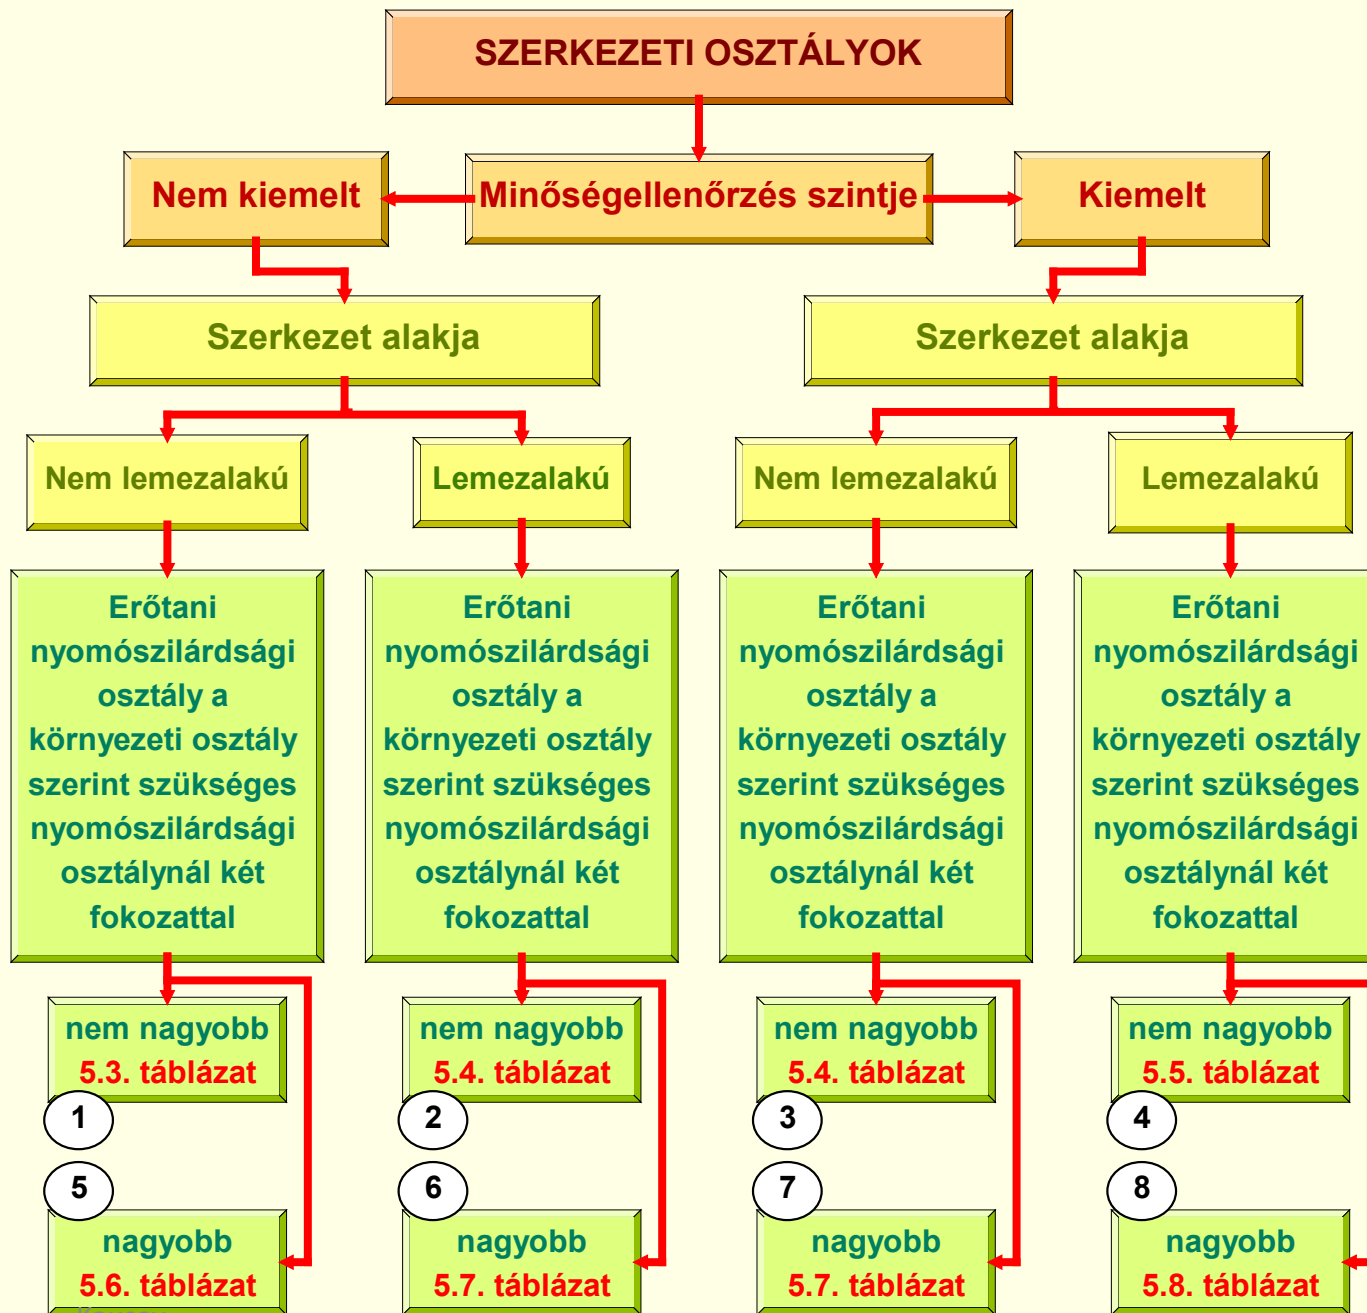 SZERKEZETI OSZTÁLYOK
Nem kiemelt
Minőségellenőrzés szintje
Kiemelt
Szerkezet alakja
Szerkezet alakja
Nem lemezalakú
Lemezalakú
Nem lemezalakú
Lemezalakú
Erőtani
nyomószilárdsági
osztály a
környezeti osztály
szerint szükséges
nyomószilárdsági
osztálynál két
fokozattal
Erőtani
nyomószilárdsági
osztály a
környezeti osztály
szerint szükséges
nyomószilárdsági
osztálynál két
fokozattal
Erőtani
nyomószilárdsági
osztály a
környezeti osztály
szerint szükséges
nyomószilárdsági
osztálynál két
fokozattal
Erőtani
nyomószilárdsági
osztály a
környezeti osztály
szerint szükséges
nyomószilárdsági
osztálynál két
fokozattal
nem nagyobb
5.3. táblázat
nem nagyobb
5.4. táblázat
nem nagyobb
5.4. táblázat
nem nagyobb
5.5. táblázat
1
2
3
4
5
6
7
8
nagyobb
5.6. táblázat
nagyobb
5.7. táblázat
nagyobb
5.7. táblázat
nagyobb
5.8. táblázat